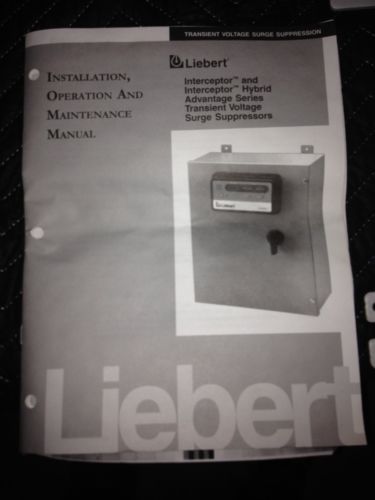 TRANSIENT VOLTAGE SURGE SUPPRESSION
Liebert®
INSTALLATION,
OPERATION AND
MAINTENANCE
MANUAL
Interceptor™ and
Interceptor™ Hybrid
Advantage Series
Transient Voltage
Surge Suppressors
Liebert